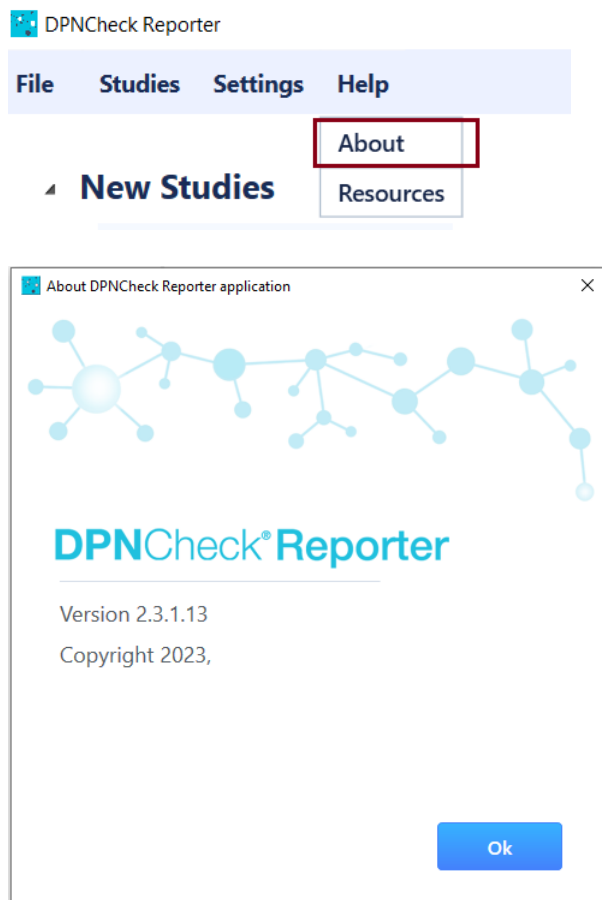 DPNCheck Reporter
File Studies Settings Help
About
New Studies
Resources
About DPNCheck Reporter application
DPNCheck® Reporter
Version 2.3.1.13
Copyright 2023,
Ok